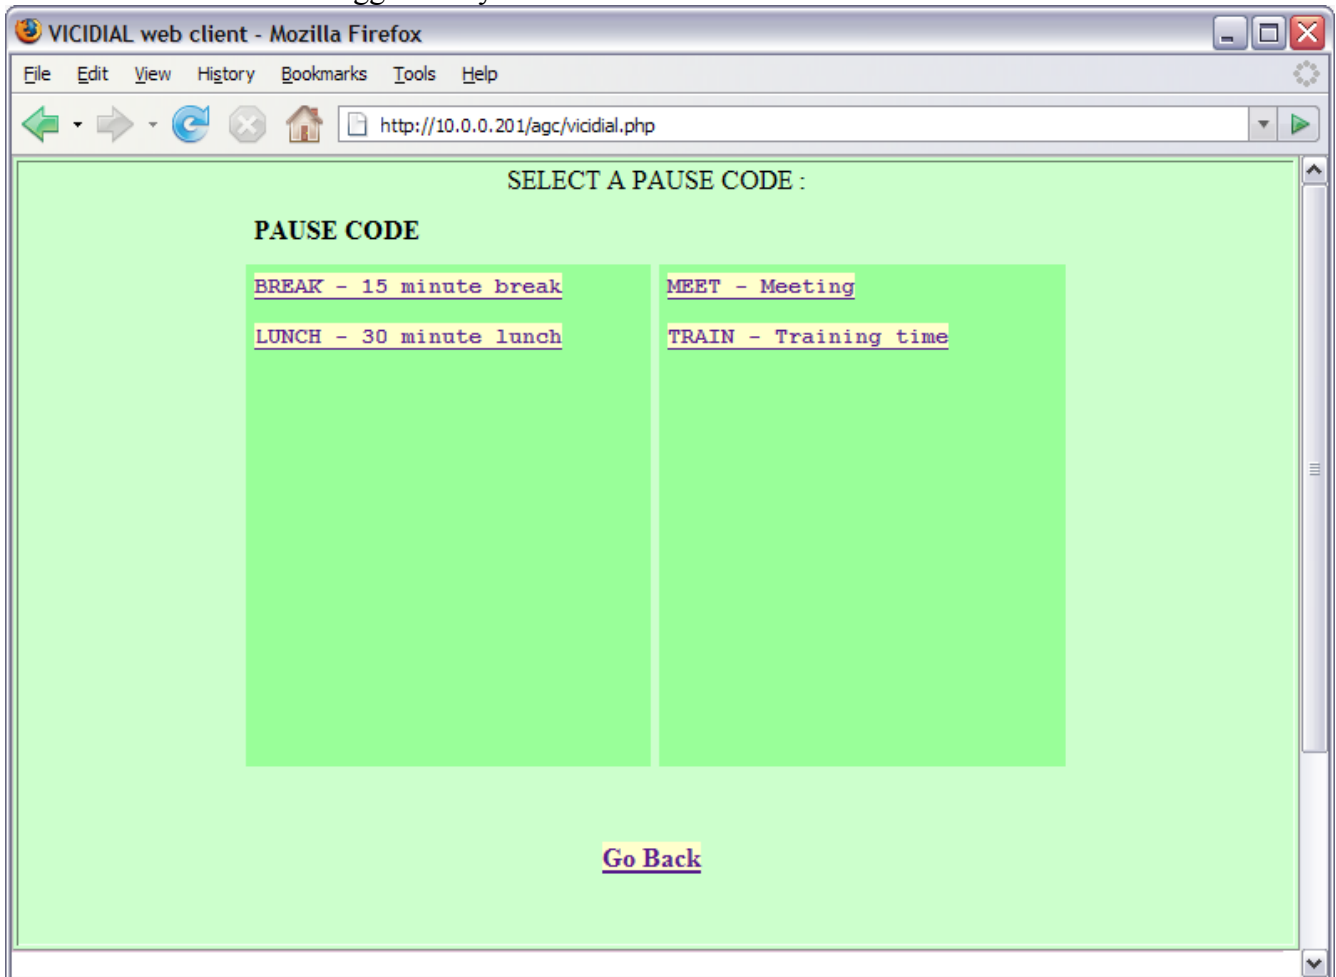 VICIDIAL web client - Mozilla Firefox
File Edit View History Bookmarks Tools Help
http://10.0.0.201/agc/vicidial.php
SELECT A PAUSE CODE :
PAUSE CODE
BREAK - 15 minute break
LUNCH - 30 minute lunch
MEET - Meeting
TRAIN - Training time
Go Back